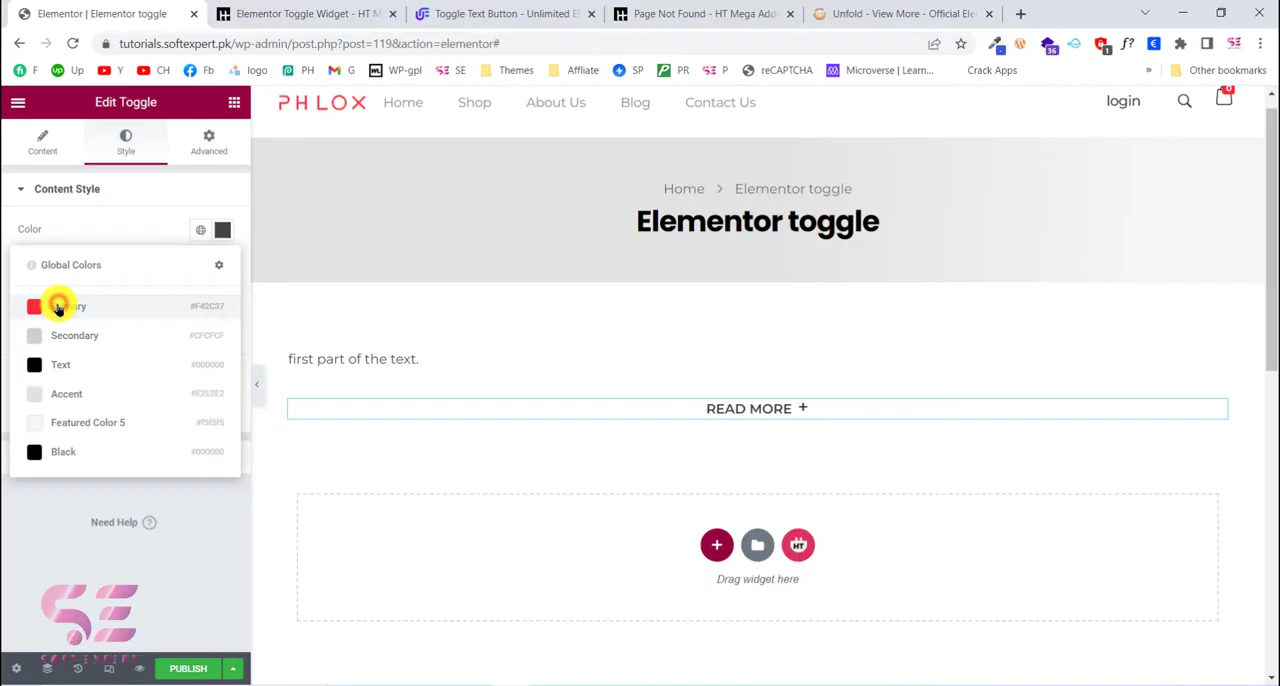 Elementor | Elementor toggle
Elementor Toggle Widget - HT M
Toggle Text Button - Unlimited El
Page Not Found - HT Mega Add
Unfold - View More - Official Ele
tutorials.softexpert.pk/wp-admin/post.php?post=119&action=elementor#
F Up Y CH Fb logo PH G WP-gpl SE Themes Affliate SP PR P reCAPTCHA Microverse | Learn... Crack Apps » Other bookmarks
Edit Toggle
Content Style Advanced
PHLOX Home Shop About Us Blog Contact Us login 0
Content Style
Color
Global Colors
#F42C37
Secondary #CFCFCF
Text #000000
Accent #E2E2E2
Featured Color 5 #f5f5f5
Black #000000
Need Help ?
SE
PUBLISH
Home > Elementor toggle
Elementor toggle
first part of the text.
READ MORE +
HT
Drag widget here